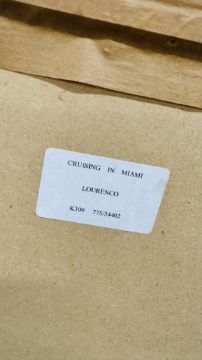 CRUISING IN MIAMI
LOURENCO
K309 775/54402